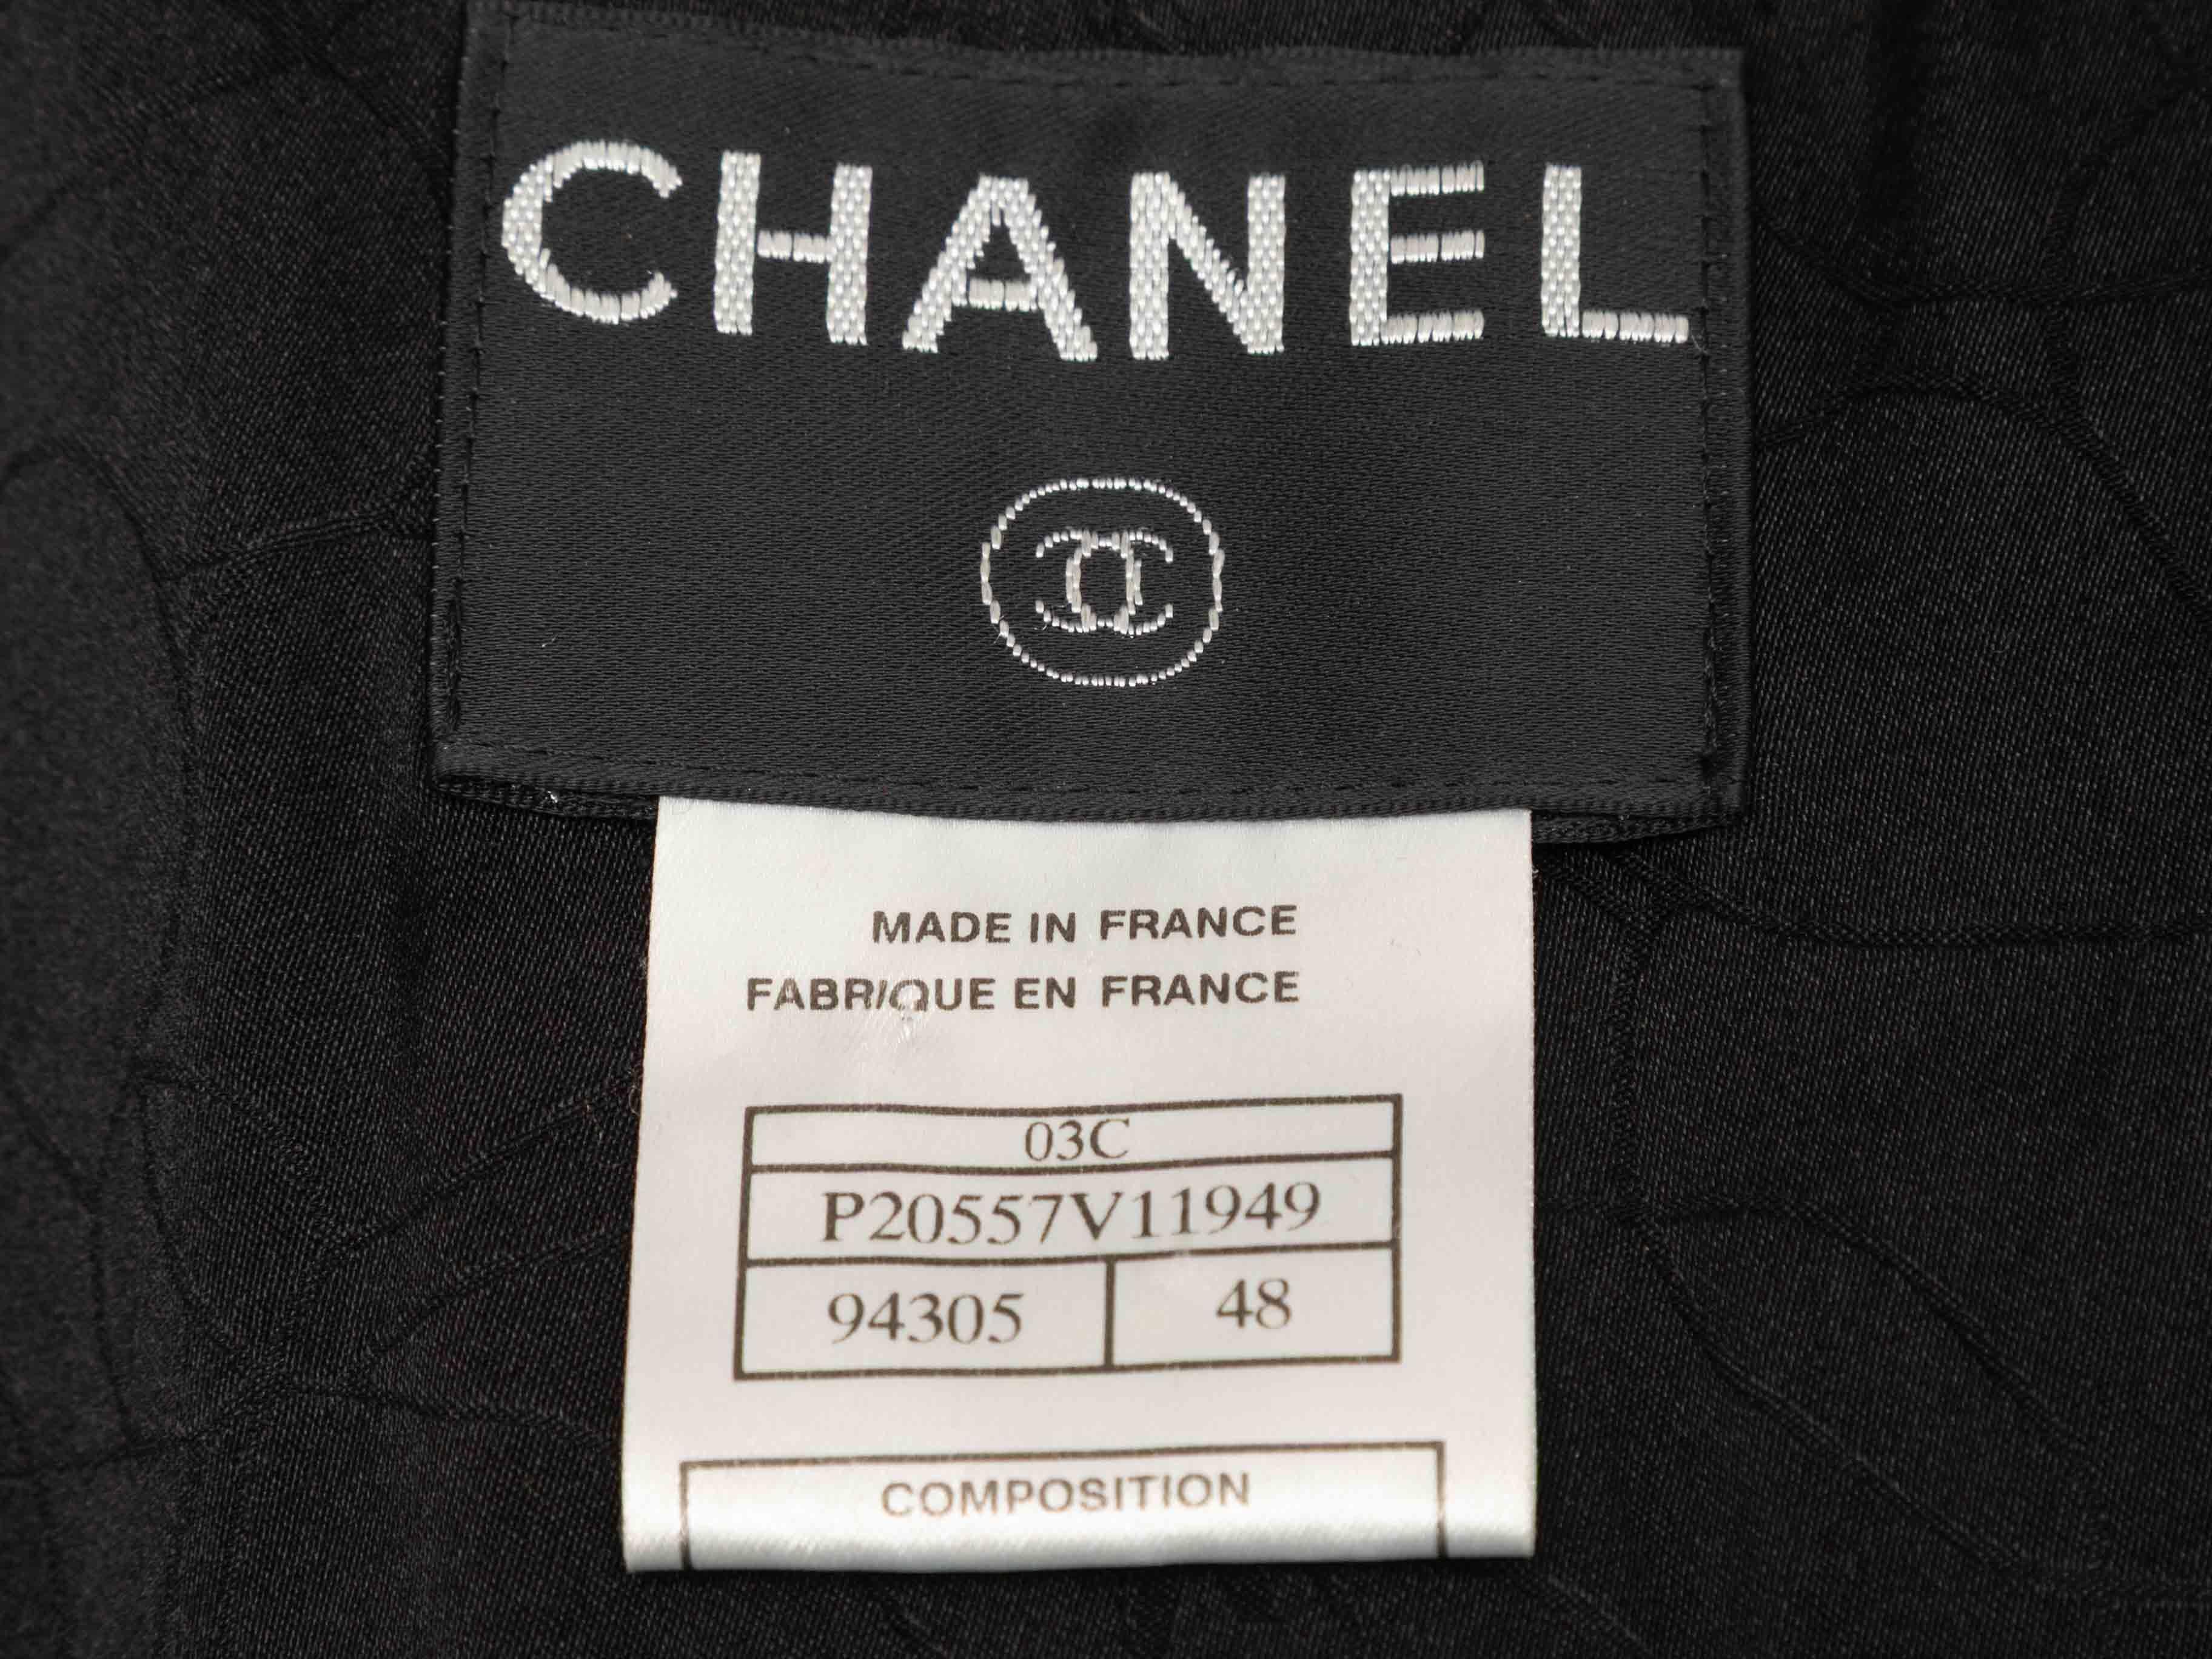 CHANEL
MADE IN FRANCE
FABRIQUE EN FRANCE
03C
P20557V11949
94305 48
COMPOSITION